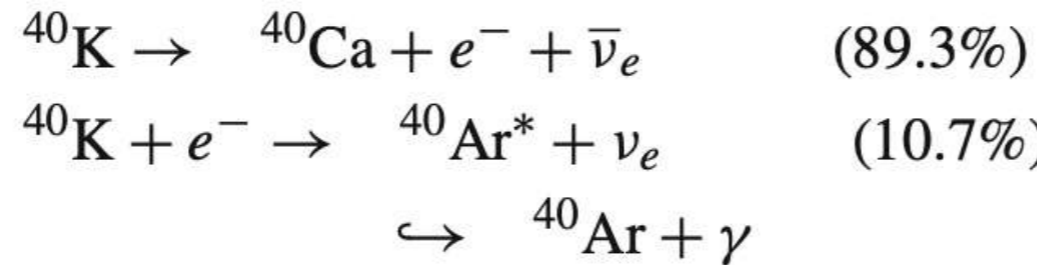 ⁴⁰K → ⁴⁰Ca + e⁻ + ν̅ₑ (89.3%)
⁴⁰K + e⁻ → ⁴⁰Ar* + νₑ (10.7%)
↪ ⁴⁰Ar + γ